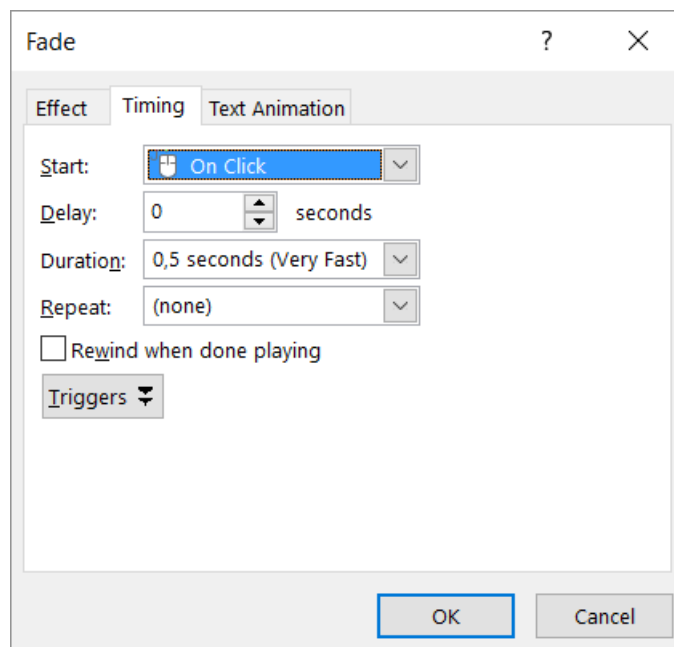 Fade
Effect Timing Text Animation
Start: On Click
Delay: 0 seconds
Duration: 0,5 seconds (Very Fast)
Repeat: (none)
Rewind when done playing
Triggers
OK Cancel